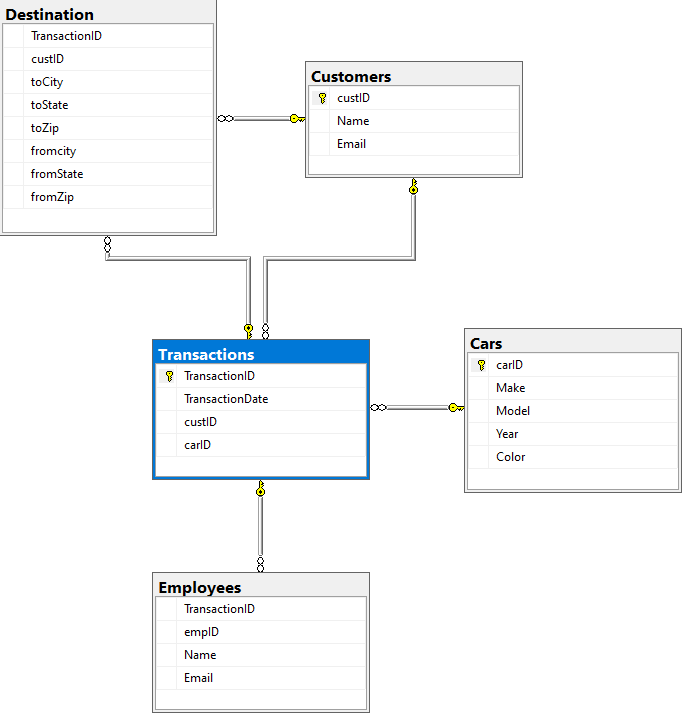 Destination
TransactionID
custID
toCity
toState
toZip
fromcity
fromState
fromZip
Customers
custID
Name
Email
Transactions
TransactionID
TransactionDate
custID
carID
Cars
carID
Make
Model
Year
Color
Employees
TransactionID
empID
Name
Email